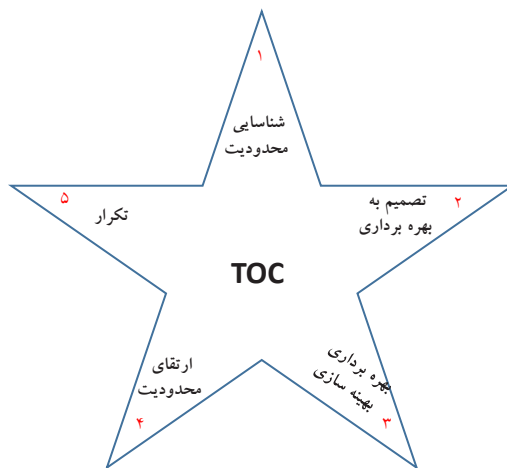 ۱
شناسایی
محدودیت
۲
تصمیم به
بهره برداری
۳
بهره برداری
بهینه سازی
۴
ارتقای
محدودیت
۵
تکرار
TOC